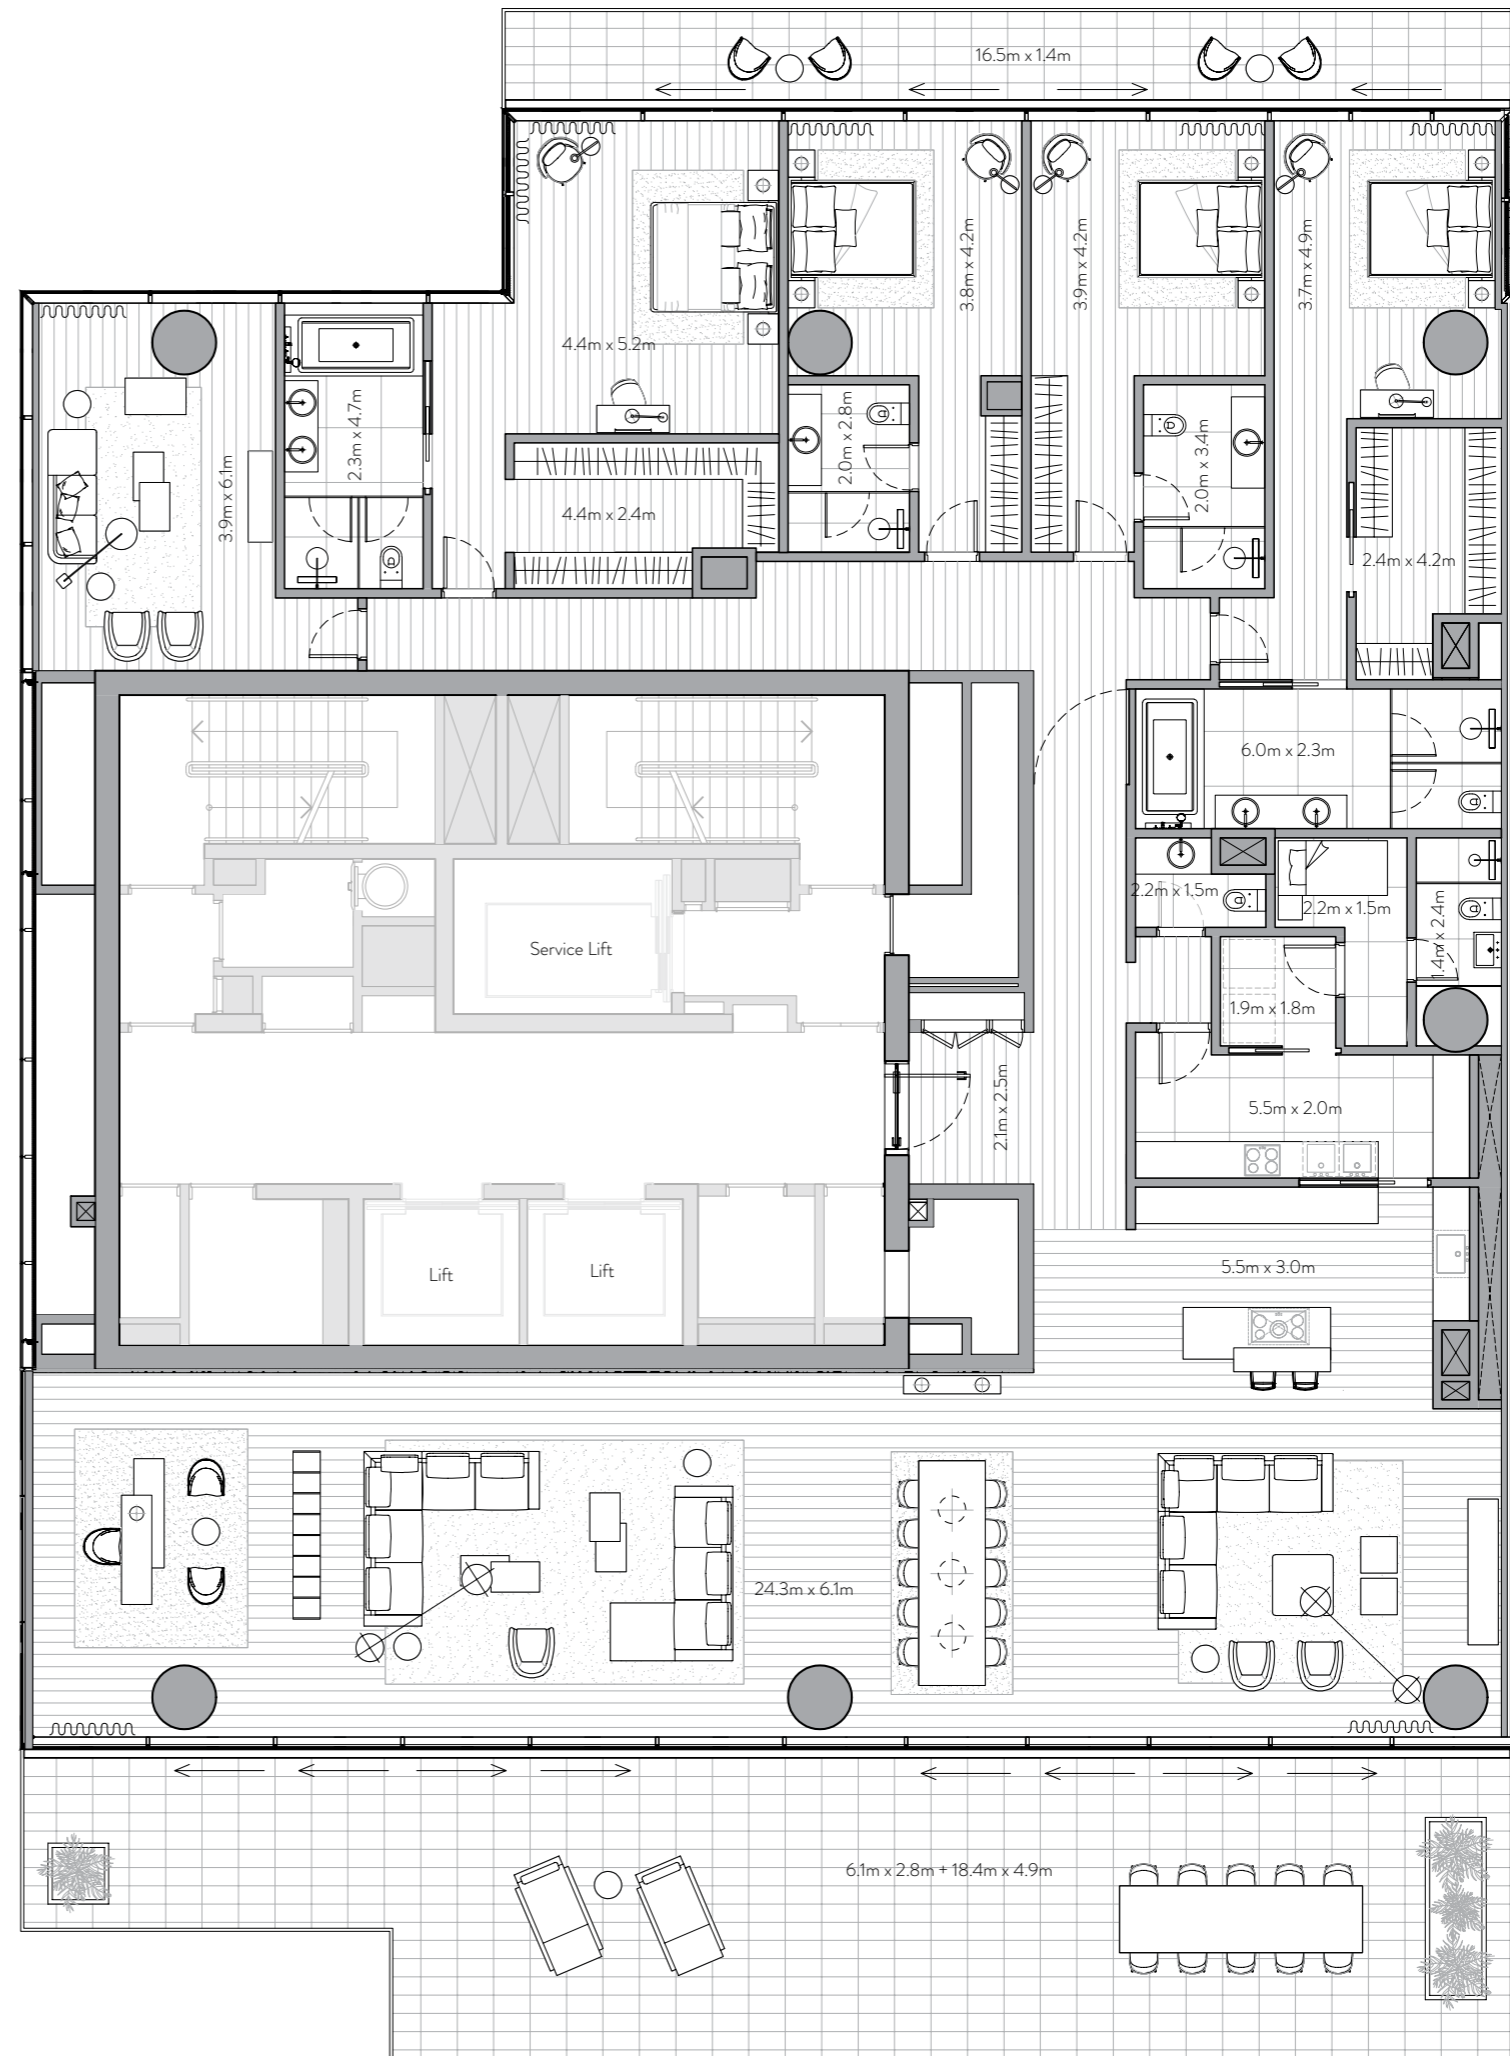 16.5m x 1.4m
3.8m x 4.2m
3.9m x 4.2m
3.7m x 4.9m
4.4m x 5.2m
2.3m x 4.7m
2.0m x 2.8m
2.0m x 3.4m
3.9m x 6.1m
4.4m x 2.4m
2.4m x 4.2m
6.0m x 2.3m
2.2m x 1.5m
2.2m x 1.5m
1.4m x 2.4m
Service Lift
1.9m x 1.8m
2.1m x 2.5m
5.5m x 2.0m
Lift
Lift
5.5m x 3.0m
24.3m x 6.1m
6.1m x 2.8m + 18.4m x 4.9m